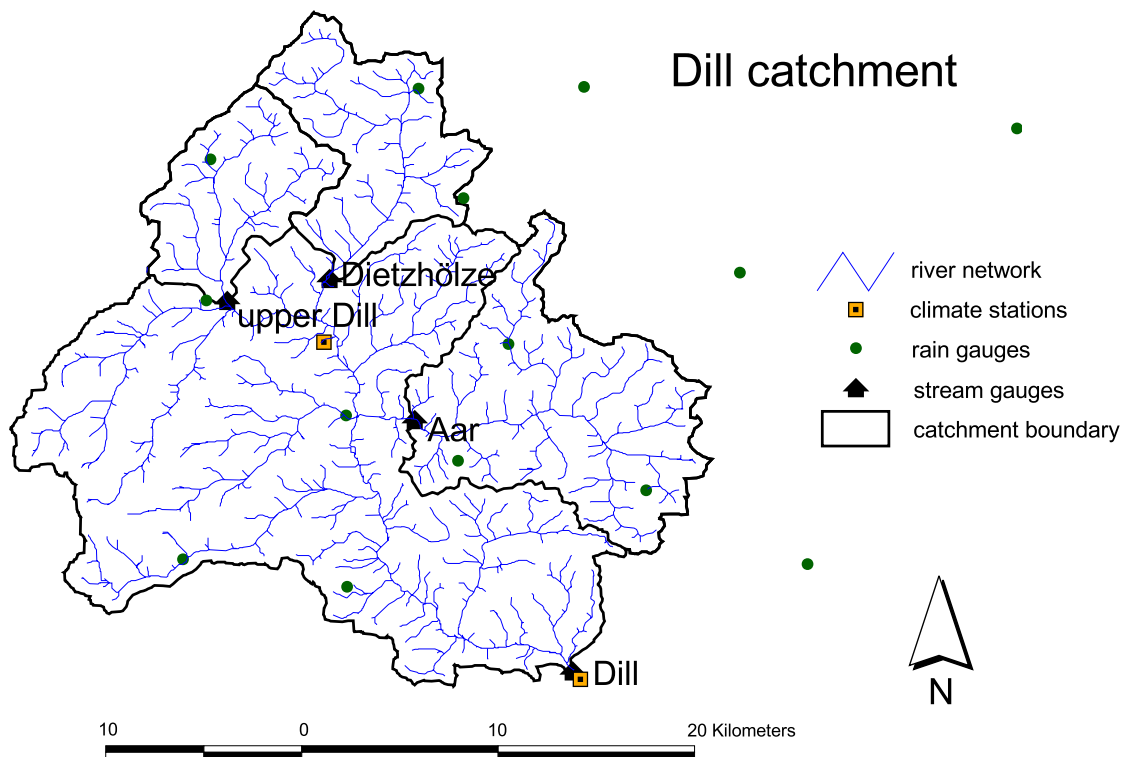 Dill catchment
Dietzhölze
upper Dill
Aar
Dill
river network
climate stations
rain gauges
stream gauges
catchment boundary
N
10 0 10 20 Kilometers